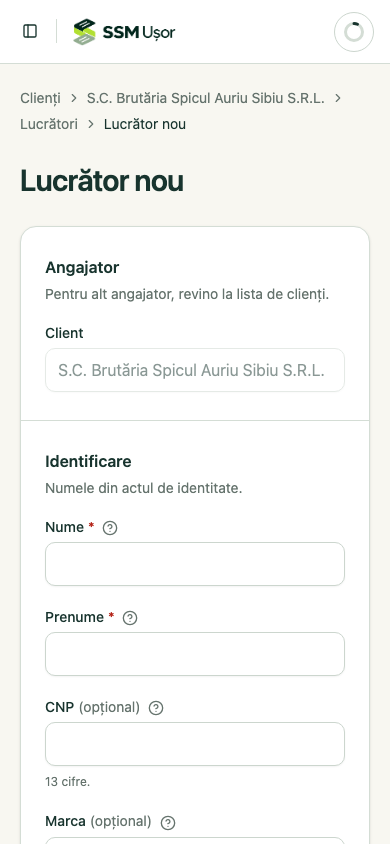 SSM Ușor
Clienți > S.C. Brutăria Spicul Auriu Sibiu S.R.L. >
Lucrători > Lucrător nou
Lucrător nou
Angajator
Pentru alt angajator, revino la lista de clienți.
Client
S.C. Brutăria Spicul Auriu Sibiu S.R.L.
Identificare
Numele din actul de identitate.
Nume *
Prenume *
CNP (opțional)
13 cifre.
Marca (opțional)